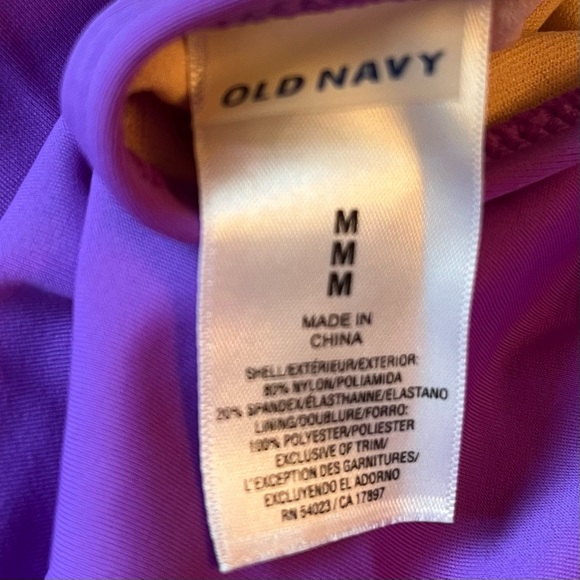 OLD NAVY
M
M
M
MADE IN
CHINA
SHELL/EXTÉRIEUR/EXTERIOR:
80% NYLON/POLIAMIDA
20% SPANDEX/ÉLASTHANNE/ELASTANO
LINING/DOUBLURE/FORRO:
100% POLYESTER/POLIESTER
EXCLUSIVE OF TRIM/
L'EXCEPTION DES GARNITURES/
EXCLUYENDO EL ADORNO
RN 54023 / CA 17897